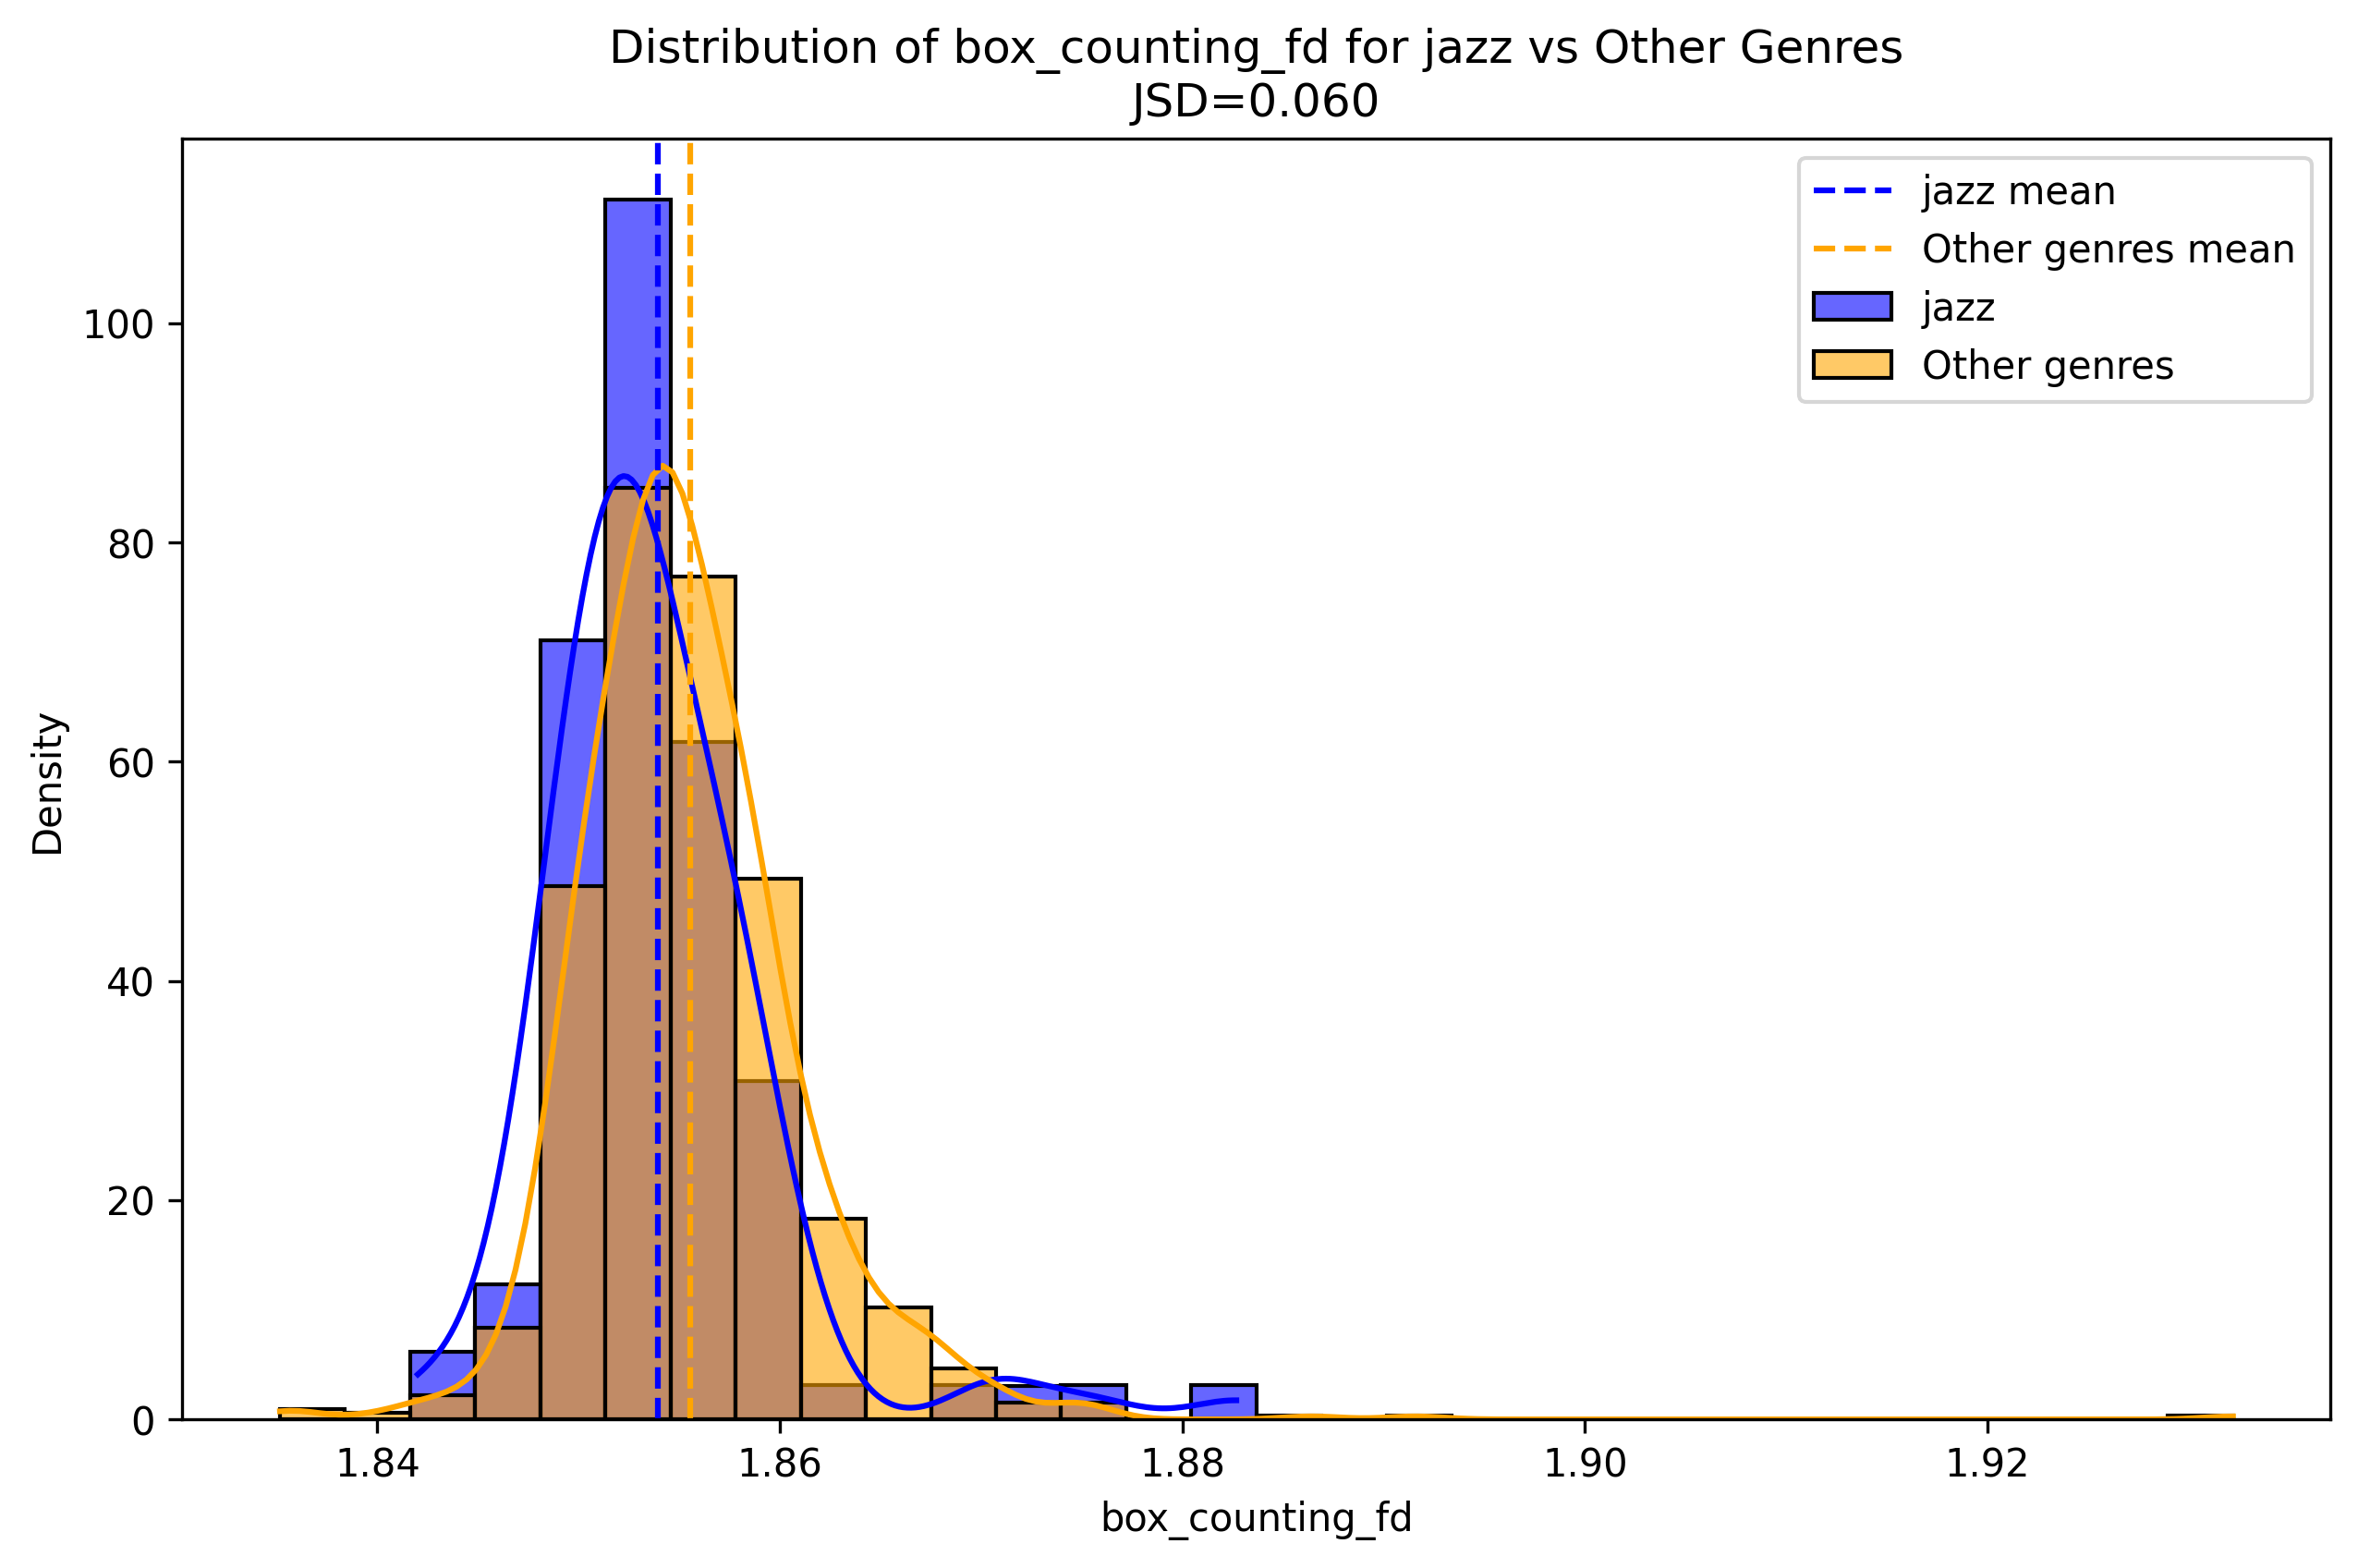 Distribution of box_counting_fd for jazz vs Other Genres
JSD=0.060
jazz mean
Other genres mean
jazz
Other genres
100
80
60
40
20
0
Density
1.84
1.86
1.88
1.90
1.92
box_counting_fd